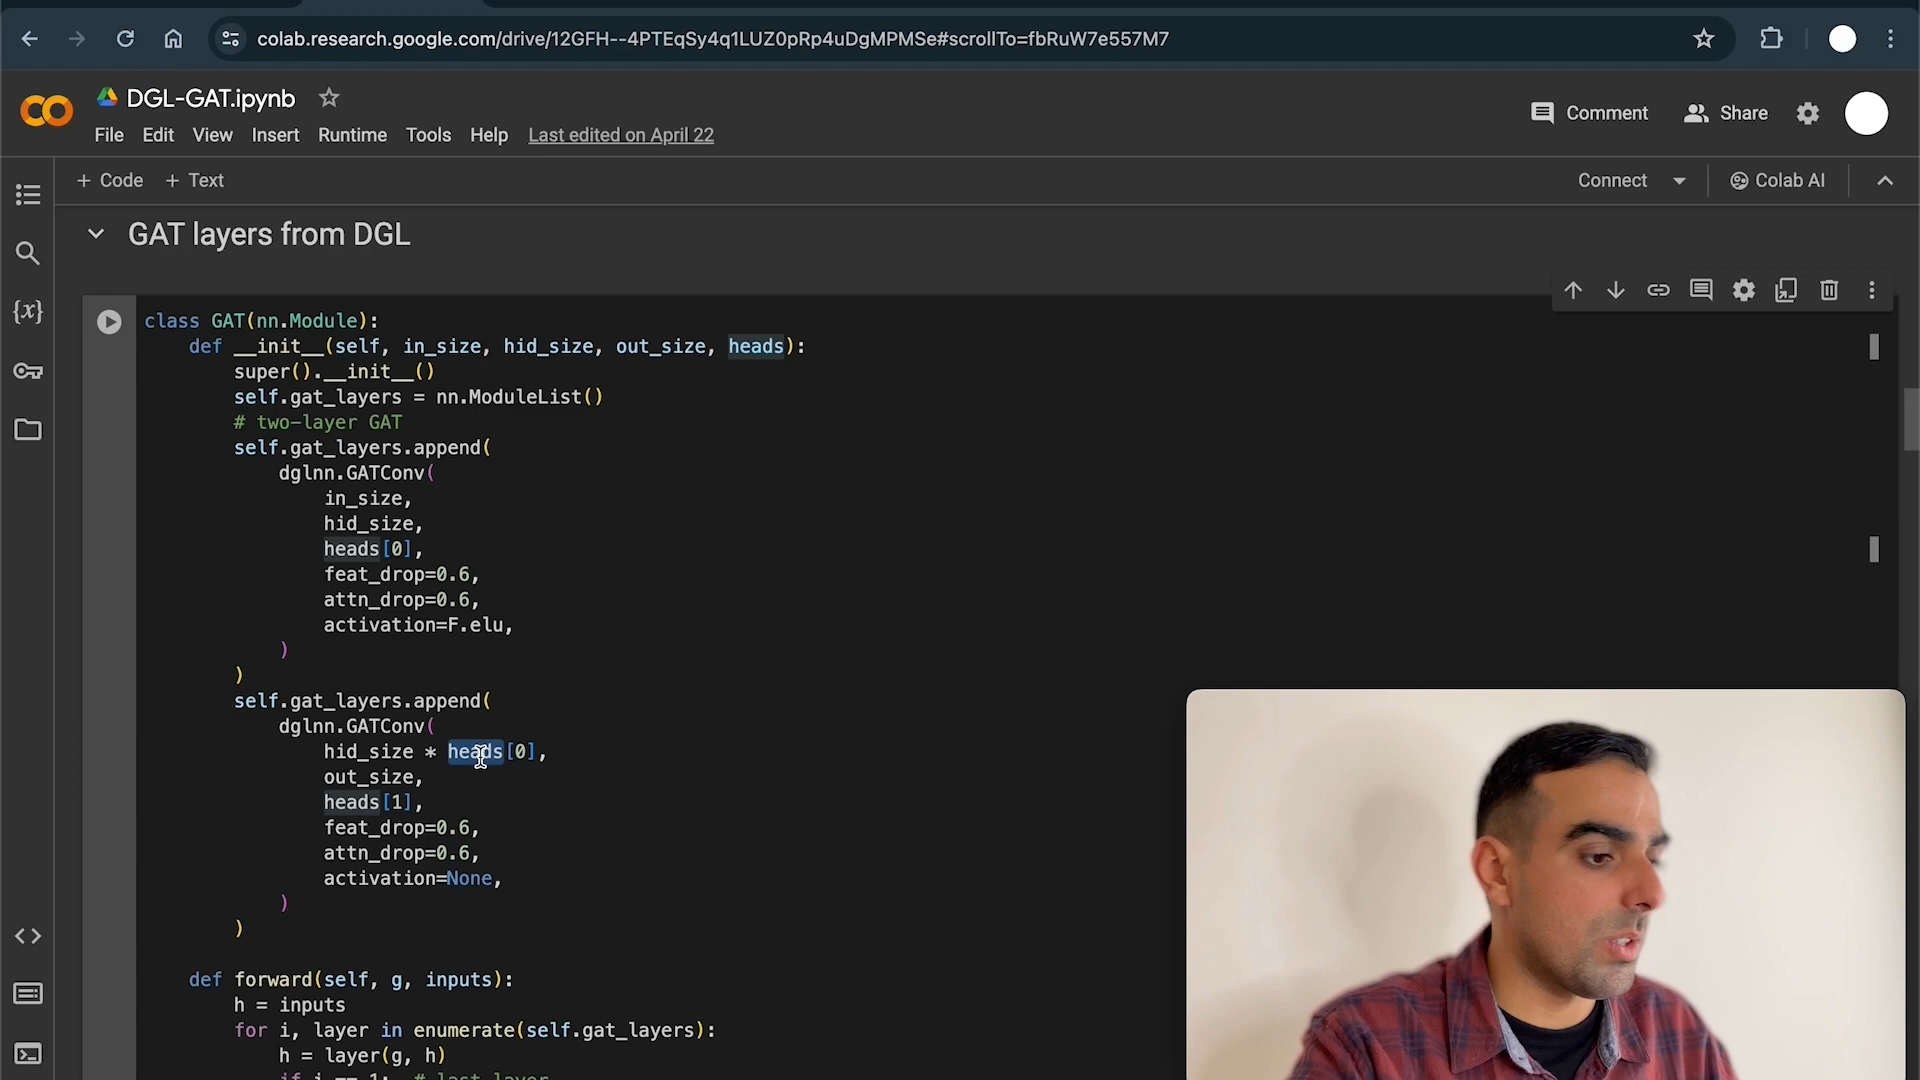 colab.research.google.com/drive/12GFH--4PTEqSy4q1LUZ0pRp4uDgMPMSe#scrollTo=fbRuW7e557M7
DGL-GAT.ipynb
Comment
Share
File Edit View Insert Runtime Tools Help Last edited on April 22
+ Code + Text
Connect
Colab AI
GAT layers from DGL
{x}
class GAT(nn.Module):
def __init__(self, in_size, hid_size, out_size, heads):
super().__init__()
self.gat_layers = nn.ModuleList()
# two-layer GAT
self.gat_layers.append(
dglnn.GATConv(
in_size,
hid_size,
heads[0],
feat_drop=0.6,
attn_drop=0.6,
activation=F.elu,
)
)
self.gat_layers.append(
dglnn.GATConv(
hid_size * heads[0],
out_size,
heads[1],
feat_drop=0.6,
attn_drop=0.6,
activation=None,
)
)
def forward(self, g, inputs):
h = inputs
for i, layer in enumerate(self.gat_layers):
h = layer(g, h)
if i == 1: # last layer